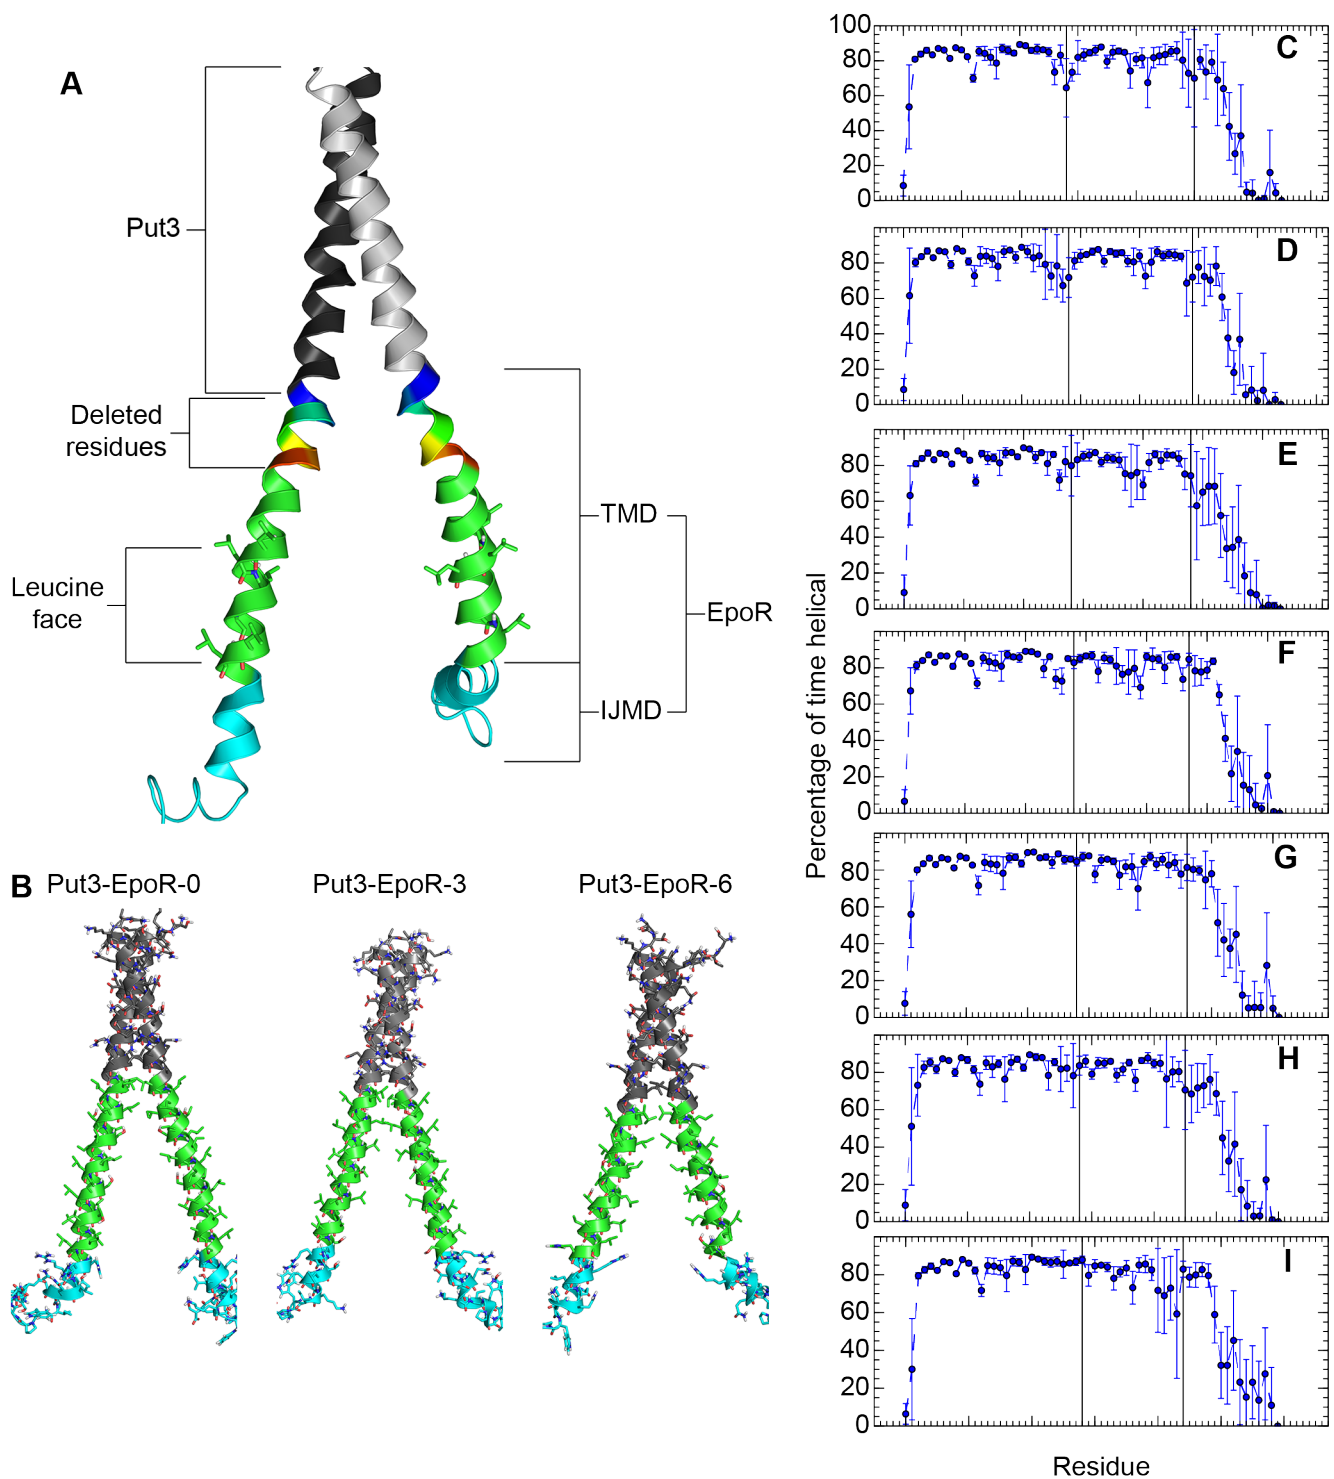 A
Put3
Deleted
residues
Leucine
face
TMD
EpoR
IJMD
B
Put3-EpoR-0
Put3-EpoR-3
Put3-EpoR-6
Percentage of time helical
100
80
60
40
20
0
C
80
60
40
20
0
D
80
60
40
20
0
E
80
60
40
20
0
F
80
60
40
20
0
G
80
60
40
20
0
H
80
60
40
20
0
I
Residue